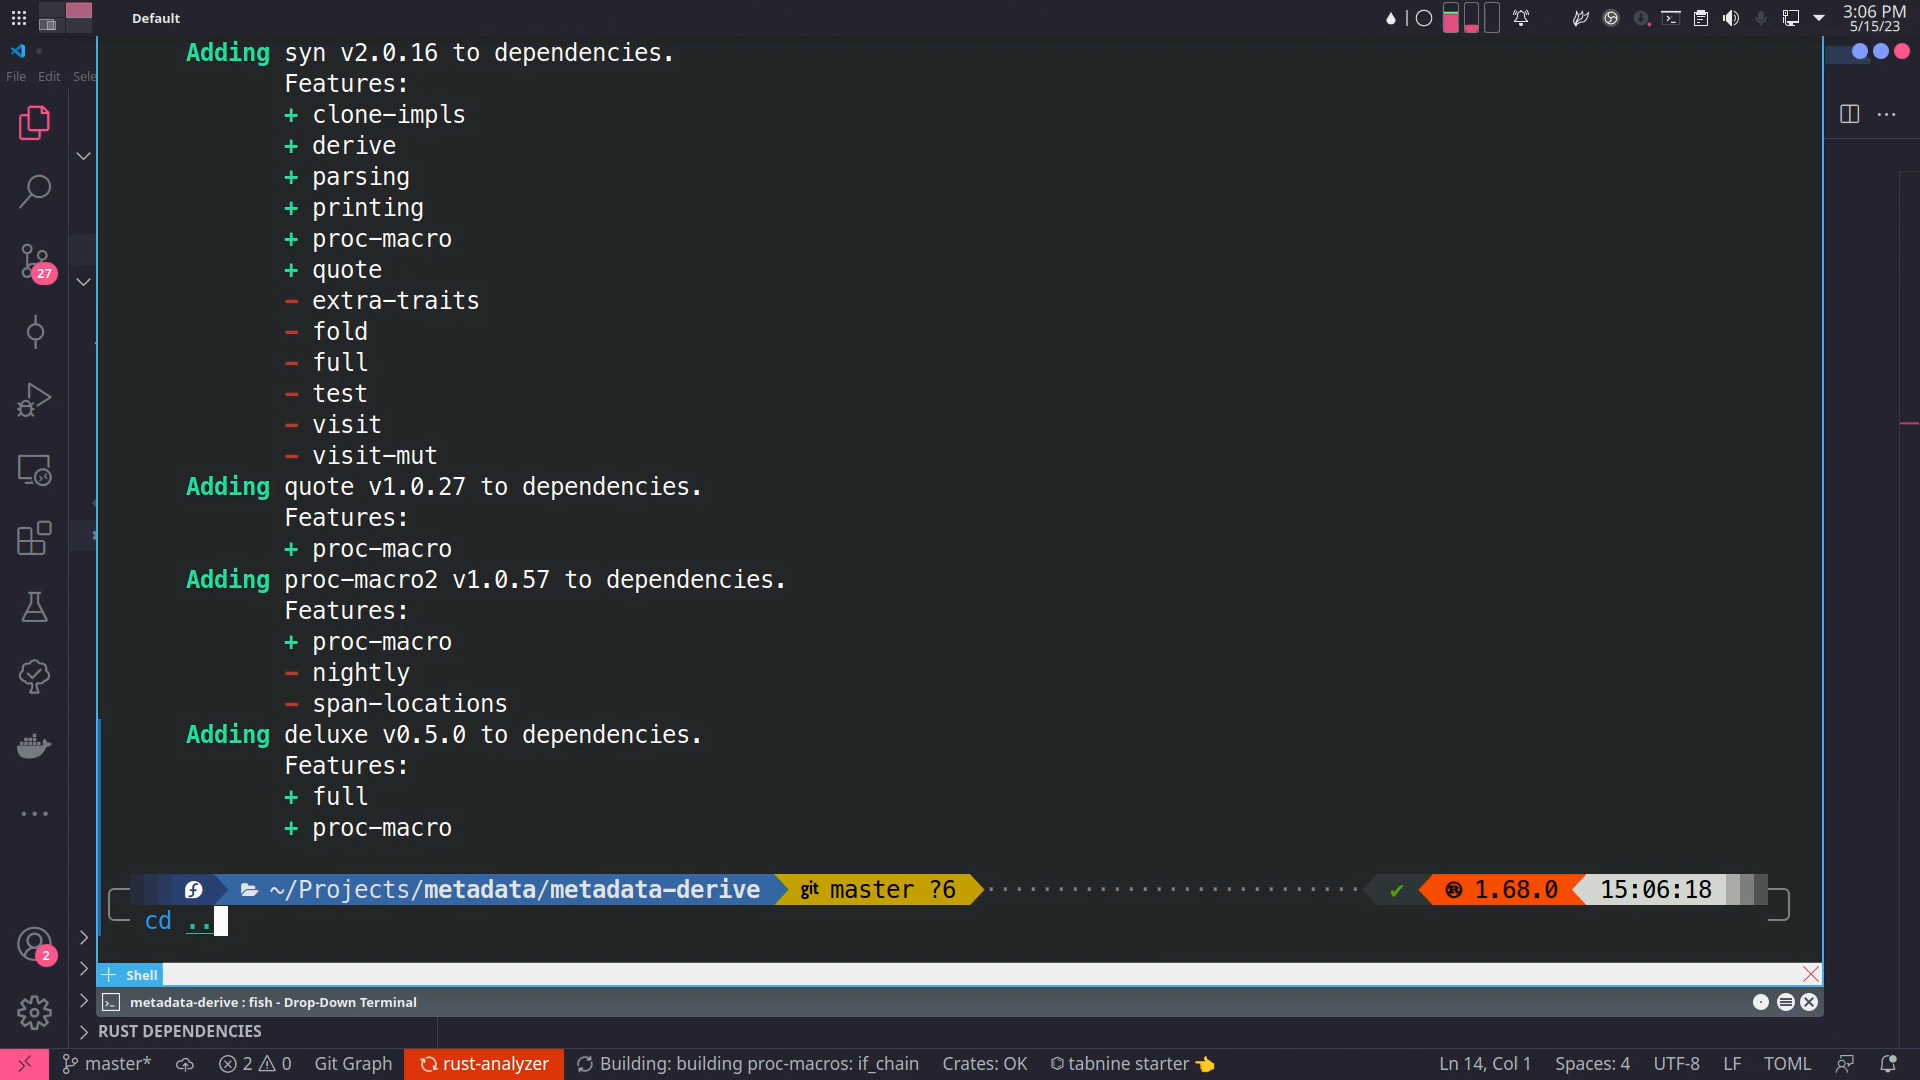 Default
3:06 PM
5/15/23
File Edit Sele
Adding syn v2.0.16 to dependencies.
Features:
+ clone-impls
+ derive
+ parsing
+ printing
+ proc-macro
+ quote
- extra-traits
- fold
- full
- test
- visit
- visit-mut
Adding quote v1.0.27 to dependencies.
Features:
+ proc-macro
Adding proc-macro2 v1.0.57 to dependencies.
Features:
+ proc-macro
- nightly
- span-locations
Adding deluxe v0.5.0 to dependencies.
Features:
+ full
+ proc-macro
27
~/Projects/metadata/metadata-derive git master ?6 ✔ 1.68.0 15:06:18
cd ..
2
Shell
metadata-derive : fish - Drop-Down Terminal
RUST DEPENDENCIES
master* 2 0 Git Graph rust-analyzer Building: building proc-macros: if_chain Crates: OK tabnine starter 👈 Ln 14, Col 1 Spaces: 4 UTF-8 LF TOML